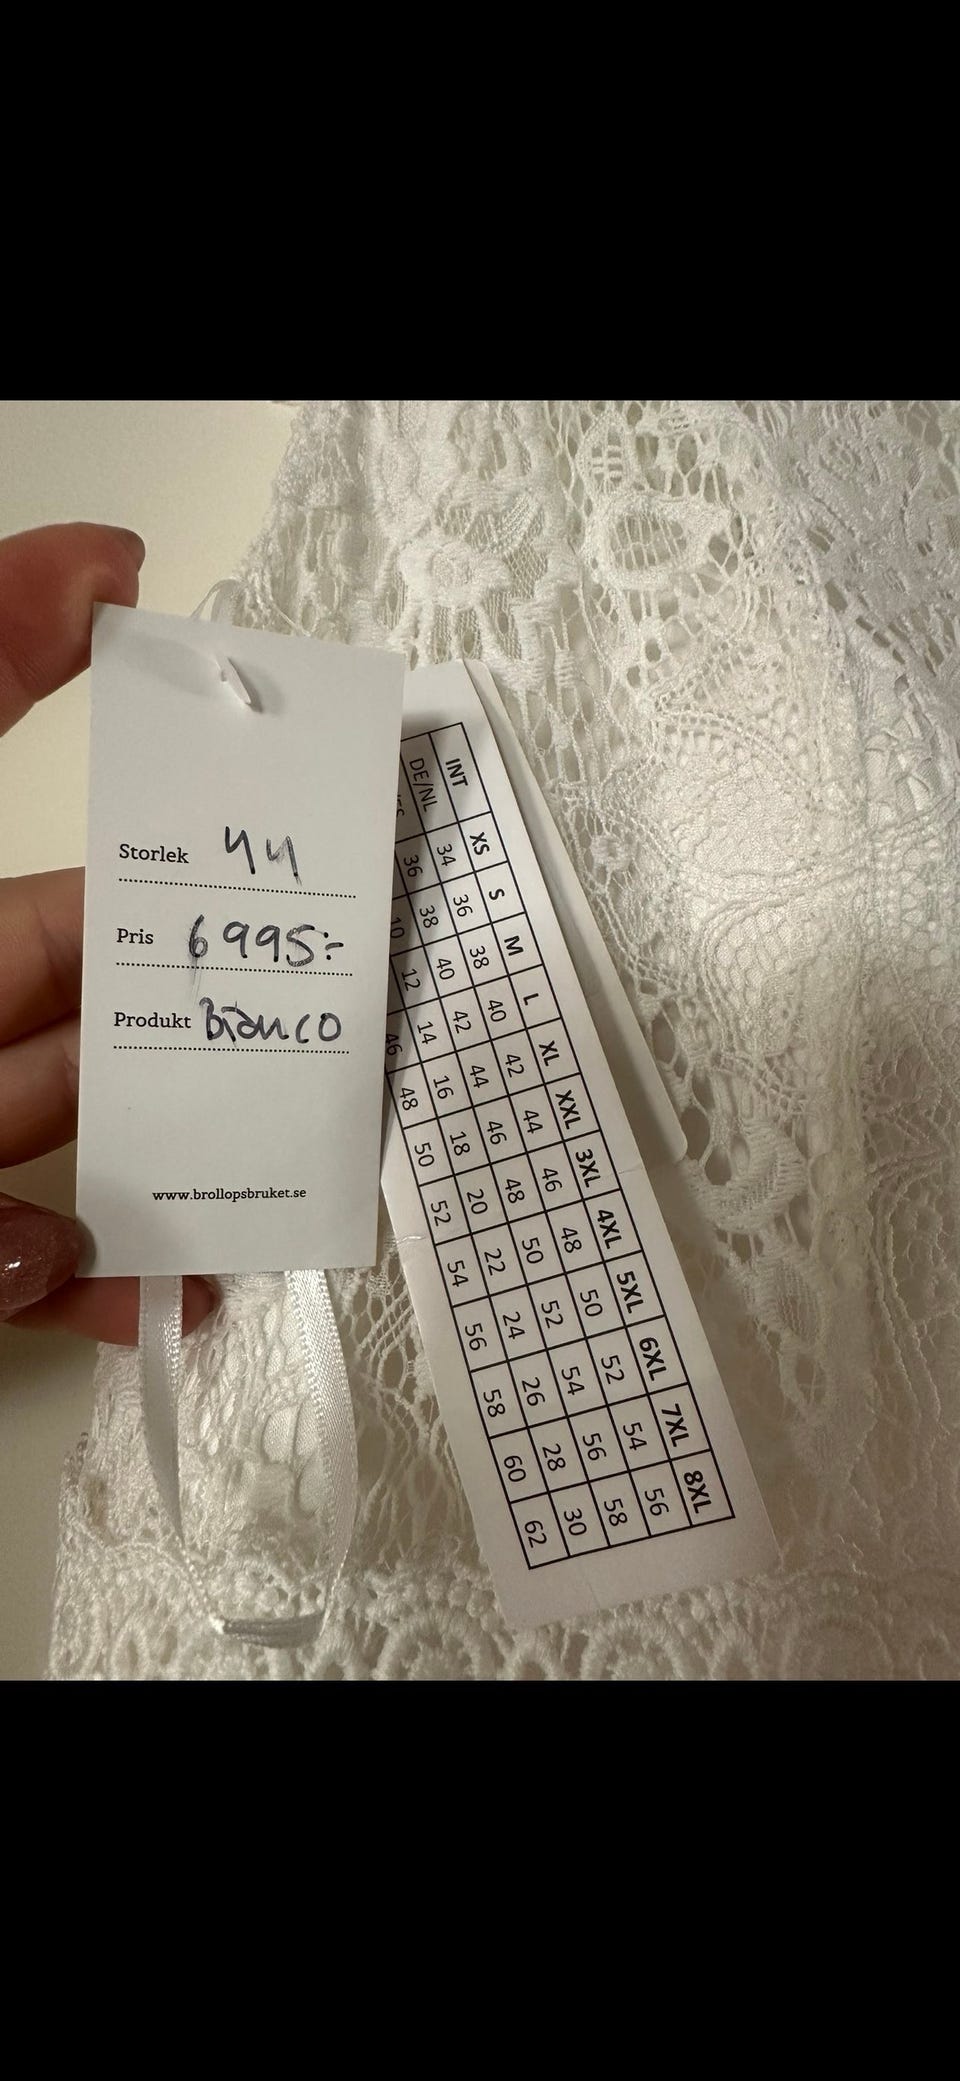 Storlek 44
Pris 6995:-
Produkt Bianco
www.brollopsbruket.se
INT XS S M L XL XXL 3XL 4XL 5XL 6XL 7XL 8XL
DE/NL 34 36 38 40 42 44 46 48 50 52 54 56
36 38 40 42 44 46 48 50 52 54 56 58
10 12 14 16 18 20 22 24 26 28 30
46 48 50 52 54 56 58 60 62